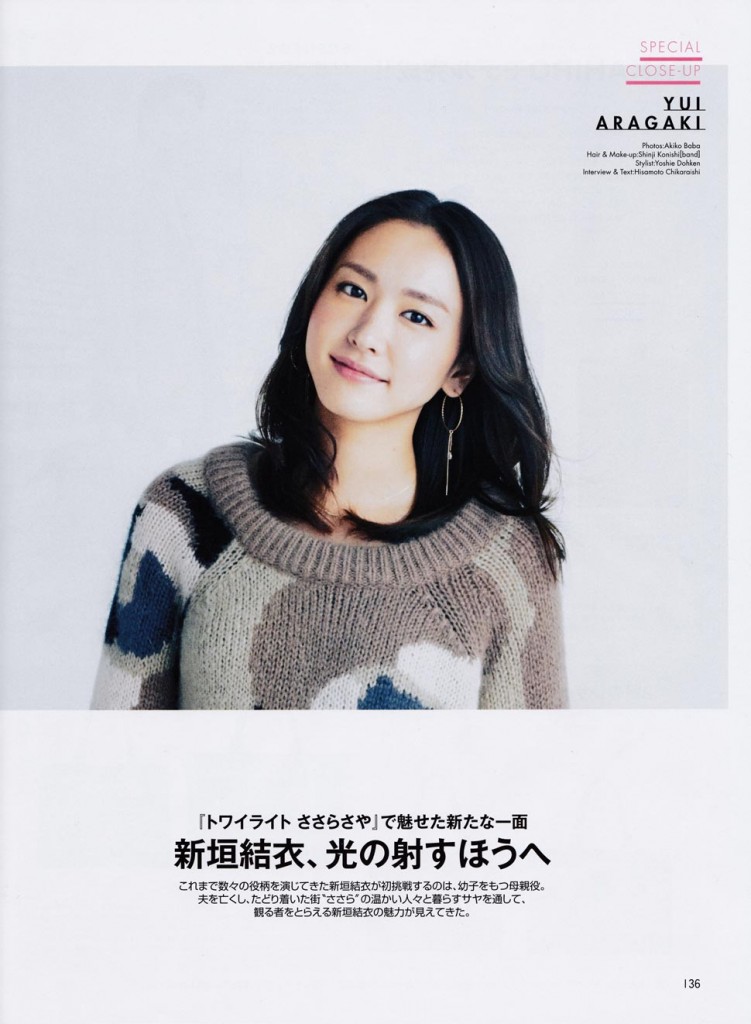 SPECIAL
CLOSE-UP
YUI
ARAGAKI
Photos:Akiko Baba
Hair & Make-up:Shinji Konishi[band]
Stylist:Yoshie Dohken
Interview & Text:Hisamoto Chikaraishi
『トワイライト ささらさや』で魅せた新たな一面
新垣結衣、光の射すほうへ
これまで数々の役柄を演じてきた新垣結衣が初挑戦するのは、幼子をもつ母親役。
夫を亡くし、たどり着いた街“ささら”の温かい人々と暮らすサヤを通して、
観る者をとらえる新垣結衣の魅力が見えてきた。
136